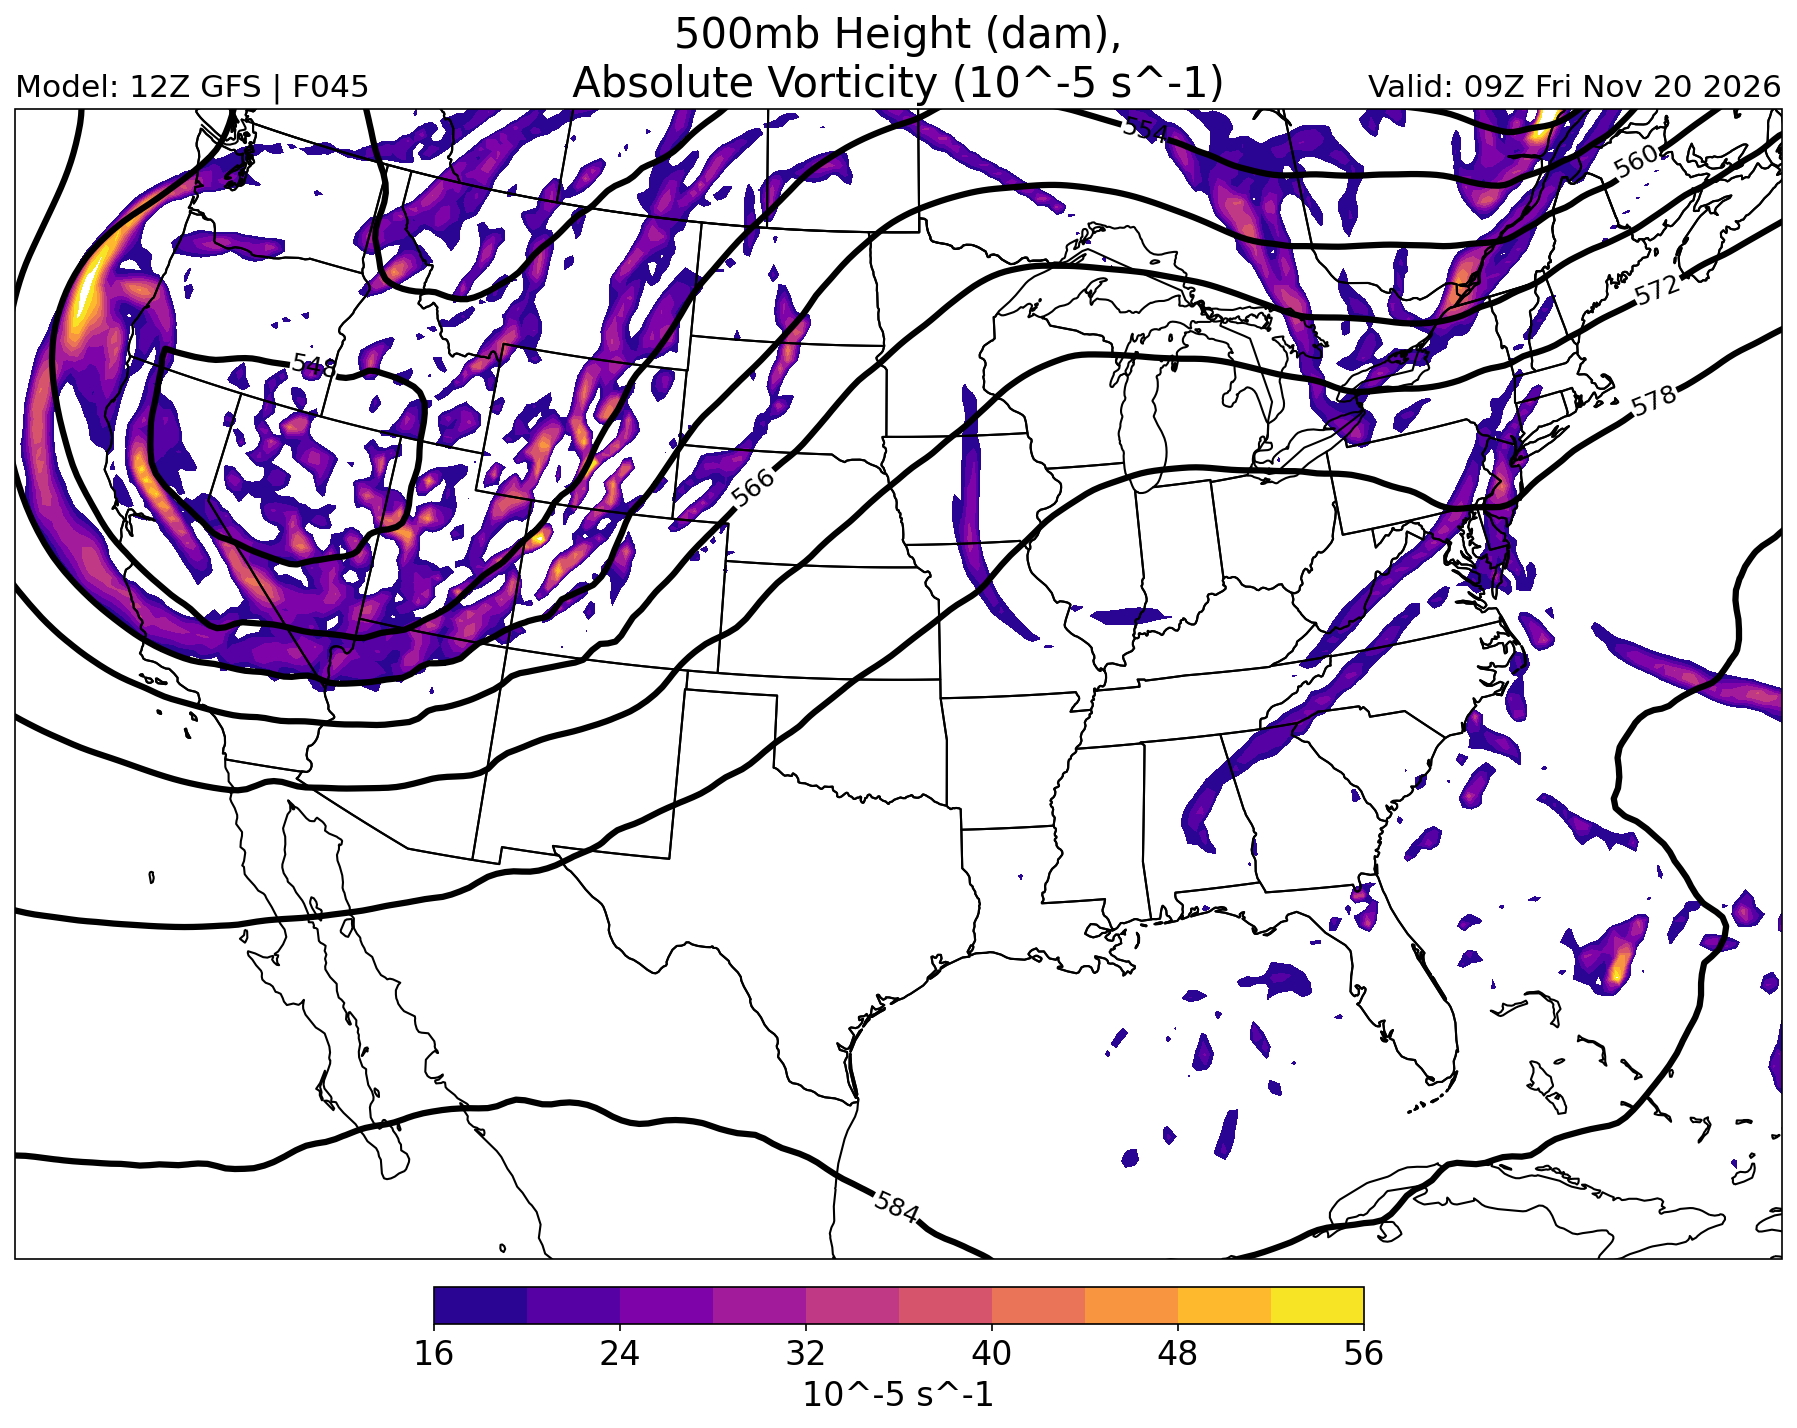 500mb Height (dam),
Absolute Vorticity (10^-5 s^-1)
Model: 12Z GFS | F045
Valid: 09Z Fri Nov 20 2026
554
560
572
548
578
566
584
16 24 32 40 48 56
10^-5 s^-1